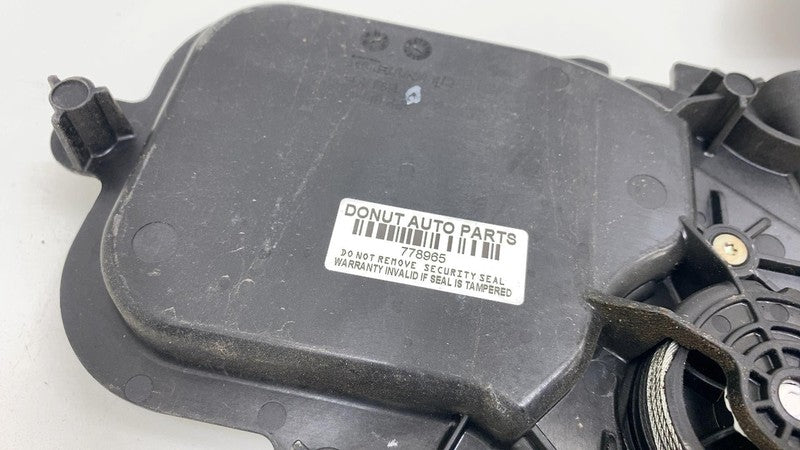 DONUT AUTO PARTS
778965
DO NOT REMOVE SECURITY SEAL
WARRANTY INVALID IF SEAL IS TAMPERED